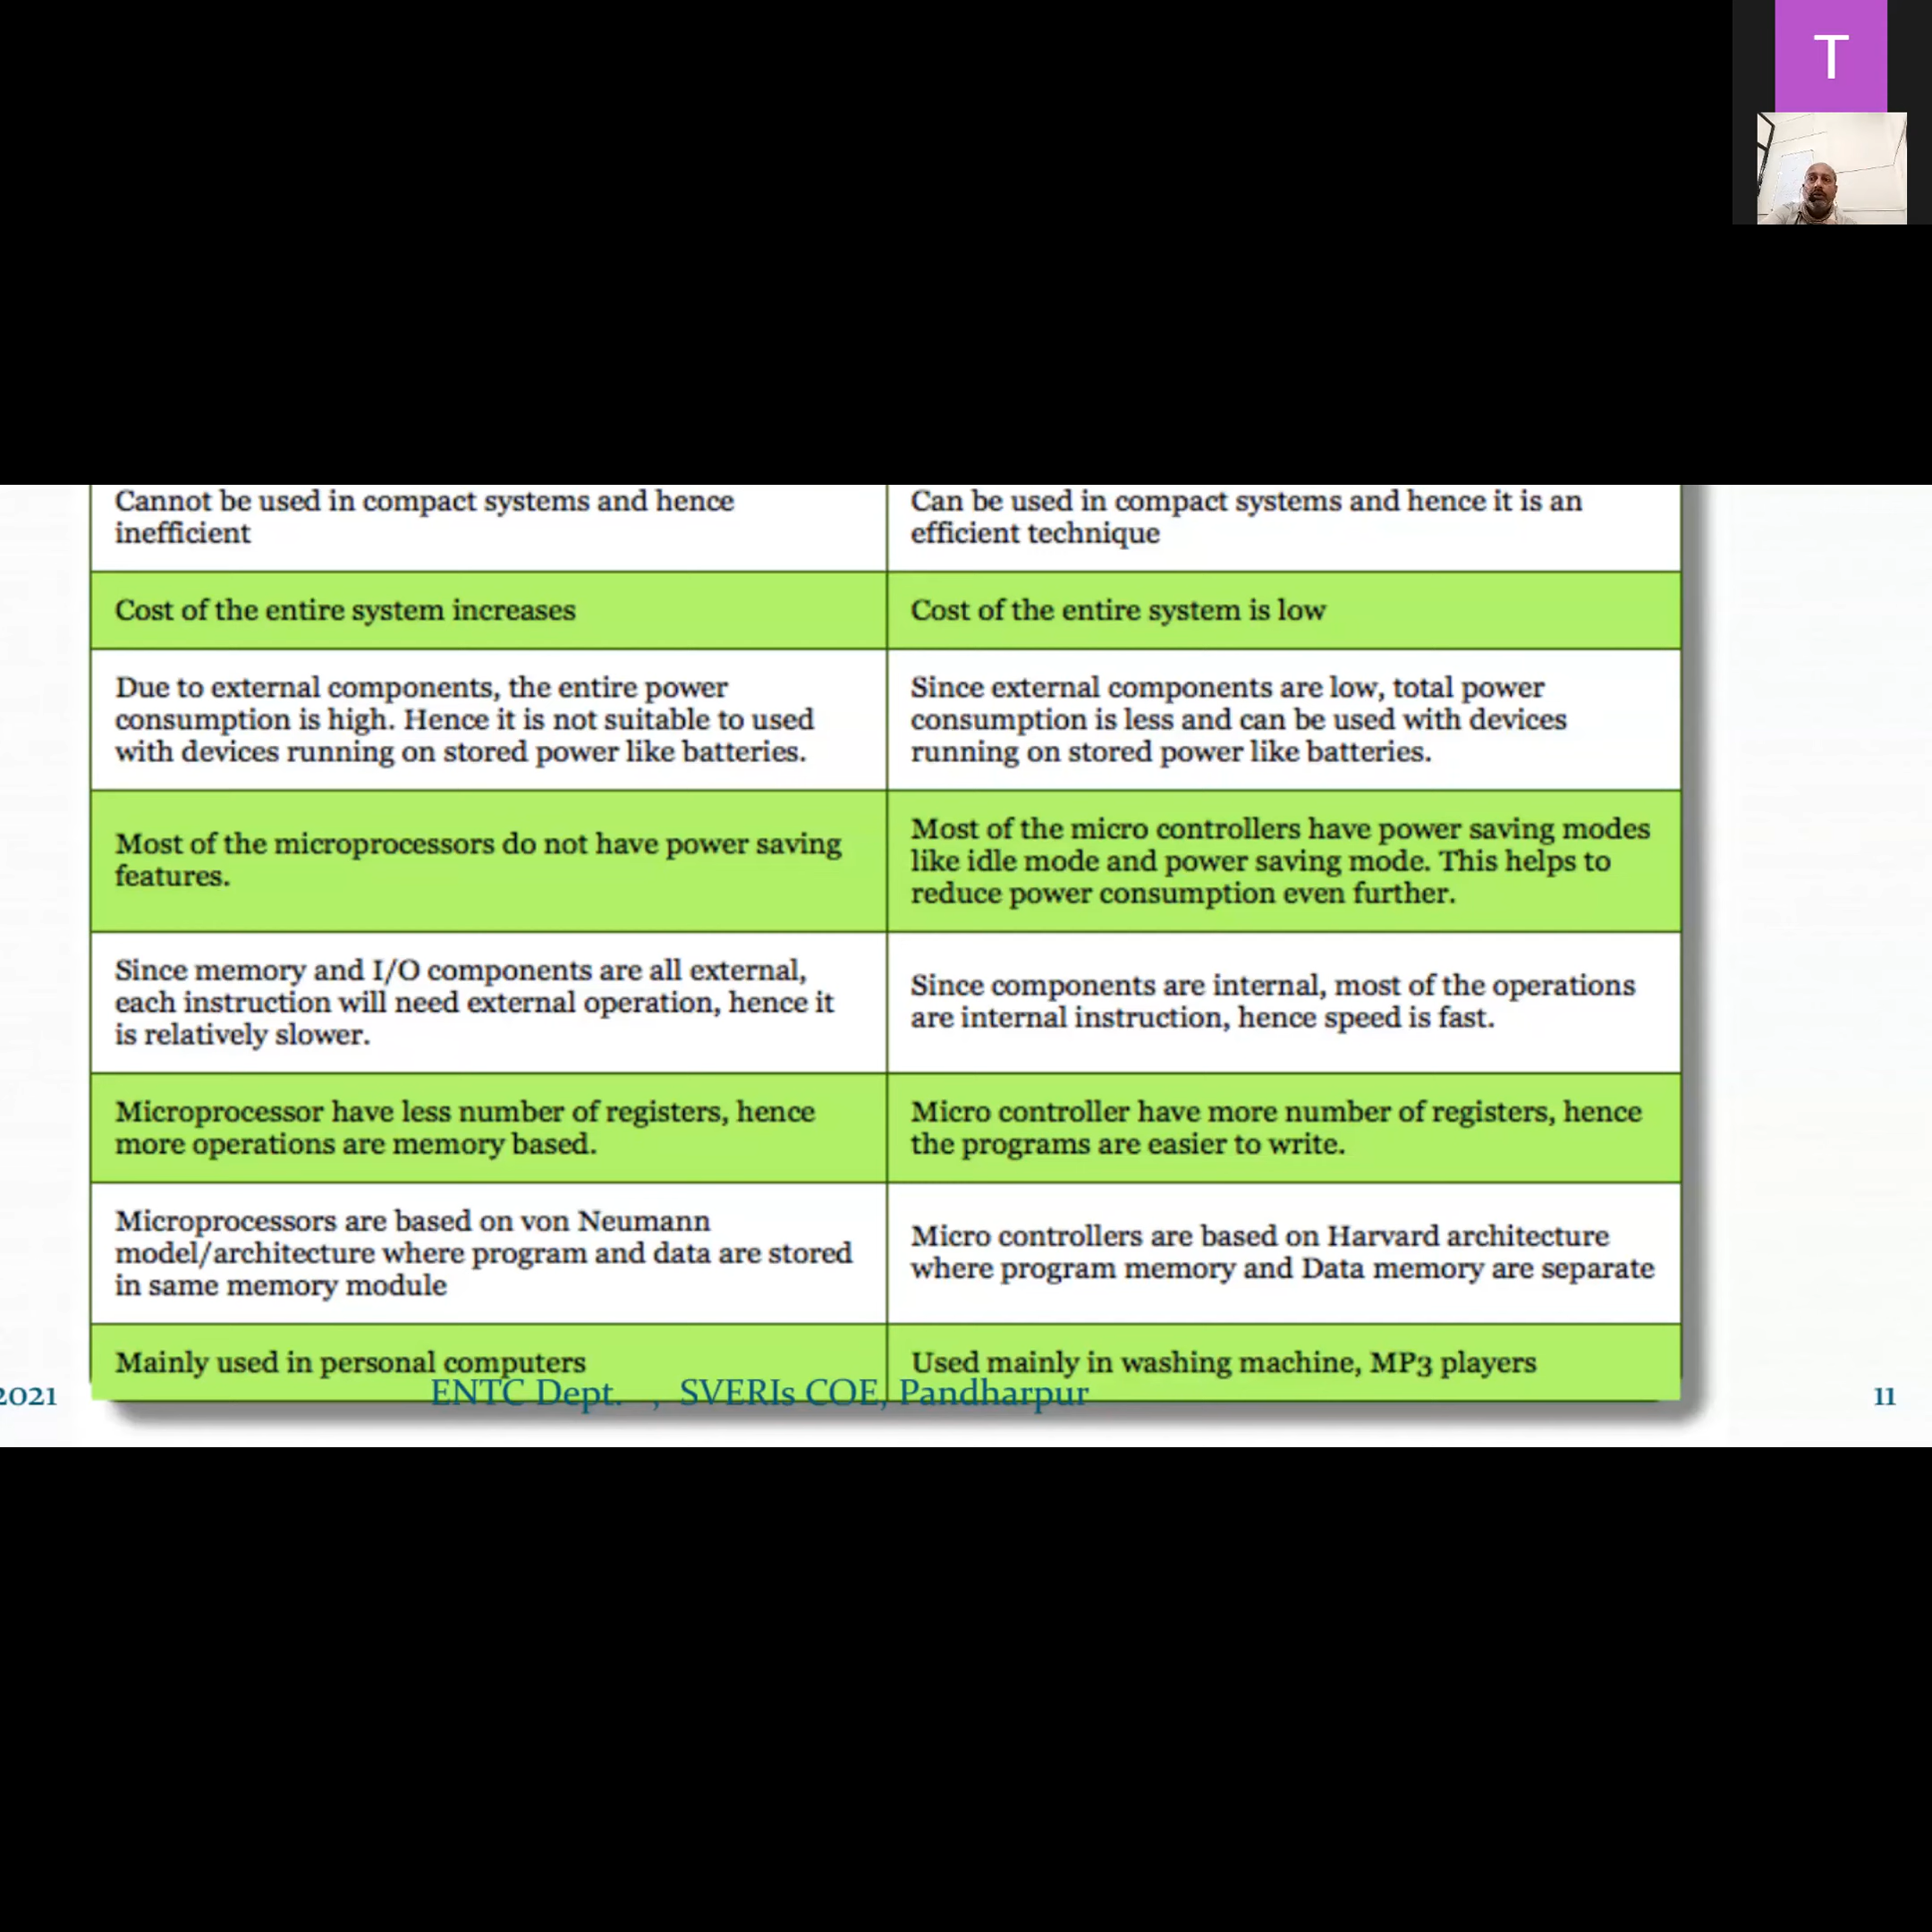 T
Cannot be used in compact systems and hence
inefficient
Can be used in compact systems and hence it is an
efficient technique
Cost of the entire system increases
Cost of the entire system is low
Due to external components, the entire power
consumption is high. Hence it is not suitable to used
with devices running on stored power like batteries.
Since external components are low, total power
consumption is less and can be used with devices
running on stored power like batteries.
Most of the microprocessors do not have power saving
features.
Most of the micro controllers have power saving modes
like idle mode and power saving mode. This helps to
reduce power consumption even further.
Since memory and I/O components are all external,
each instruction will need external operation, hence it
is relatively slower.
Since components are internal, most of the operations
are internal instruction, hence speed is fast.
Microprocessor have less number of registers, hence
more operations are memory based.
Micro controller have more number of registers, hence
the programs are easier to write.
Microprocessors are based on von Neumann
model/architecture where program and data are stored
in same memory module
Micro controllers are based on Harvard architecture
where program memory and Data memory are separate
Mainly used in personal computers
Used mainly in washing machine, MP3 players
2021
ENTC Dept. , SVERIs COE, Pandharpur
11